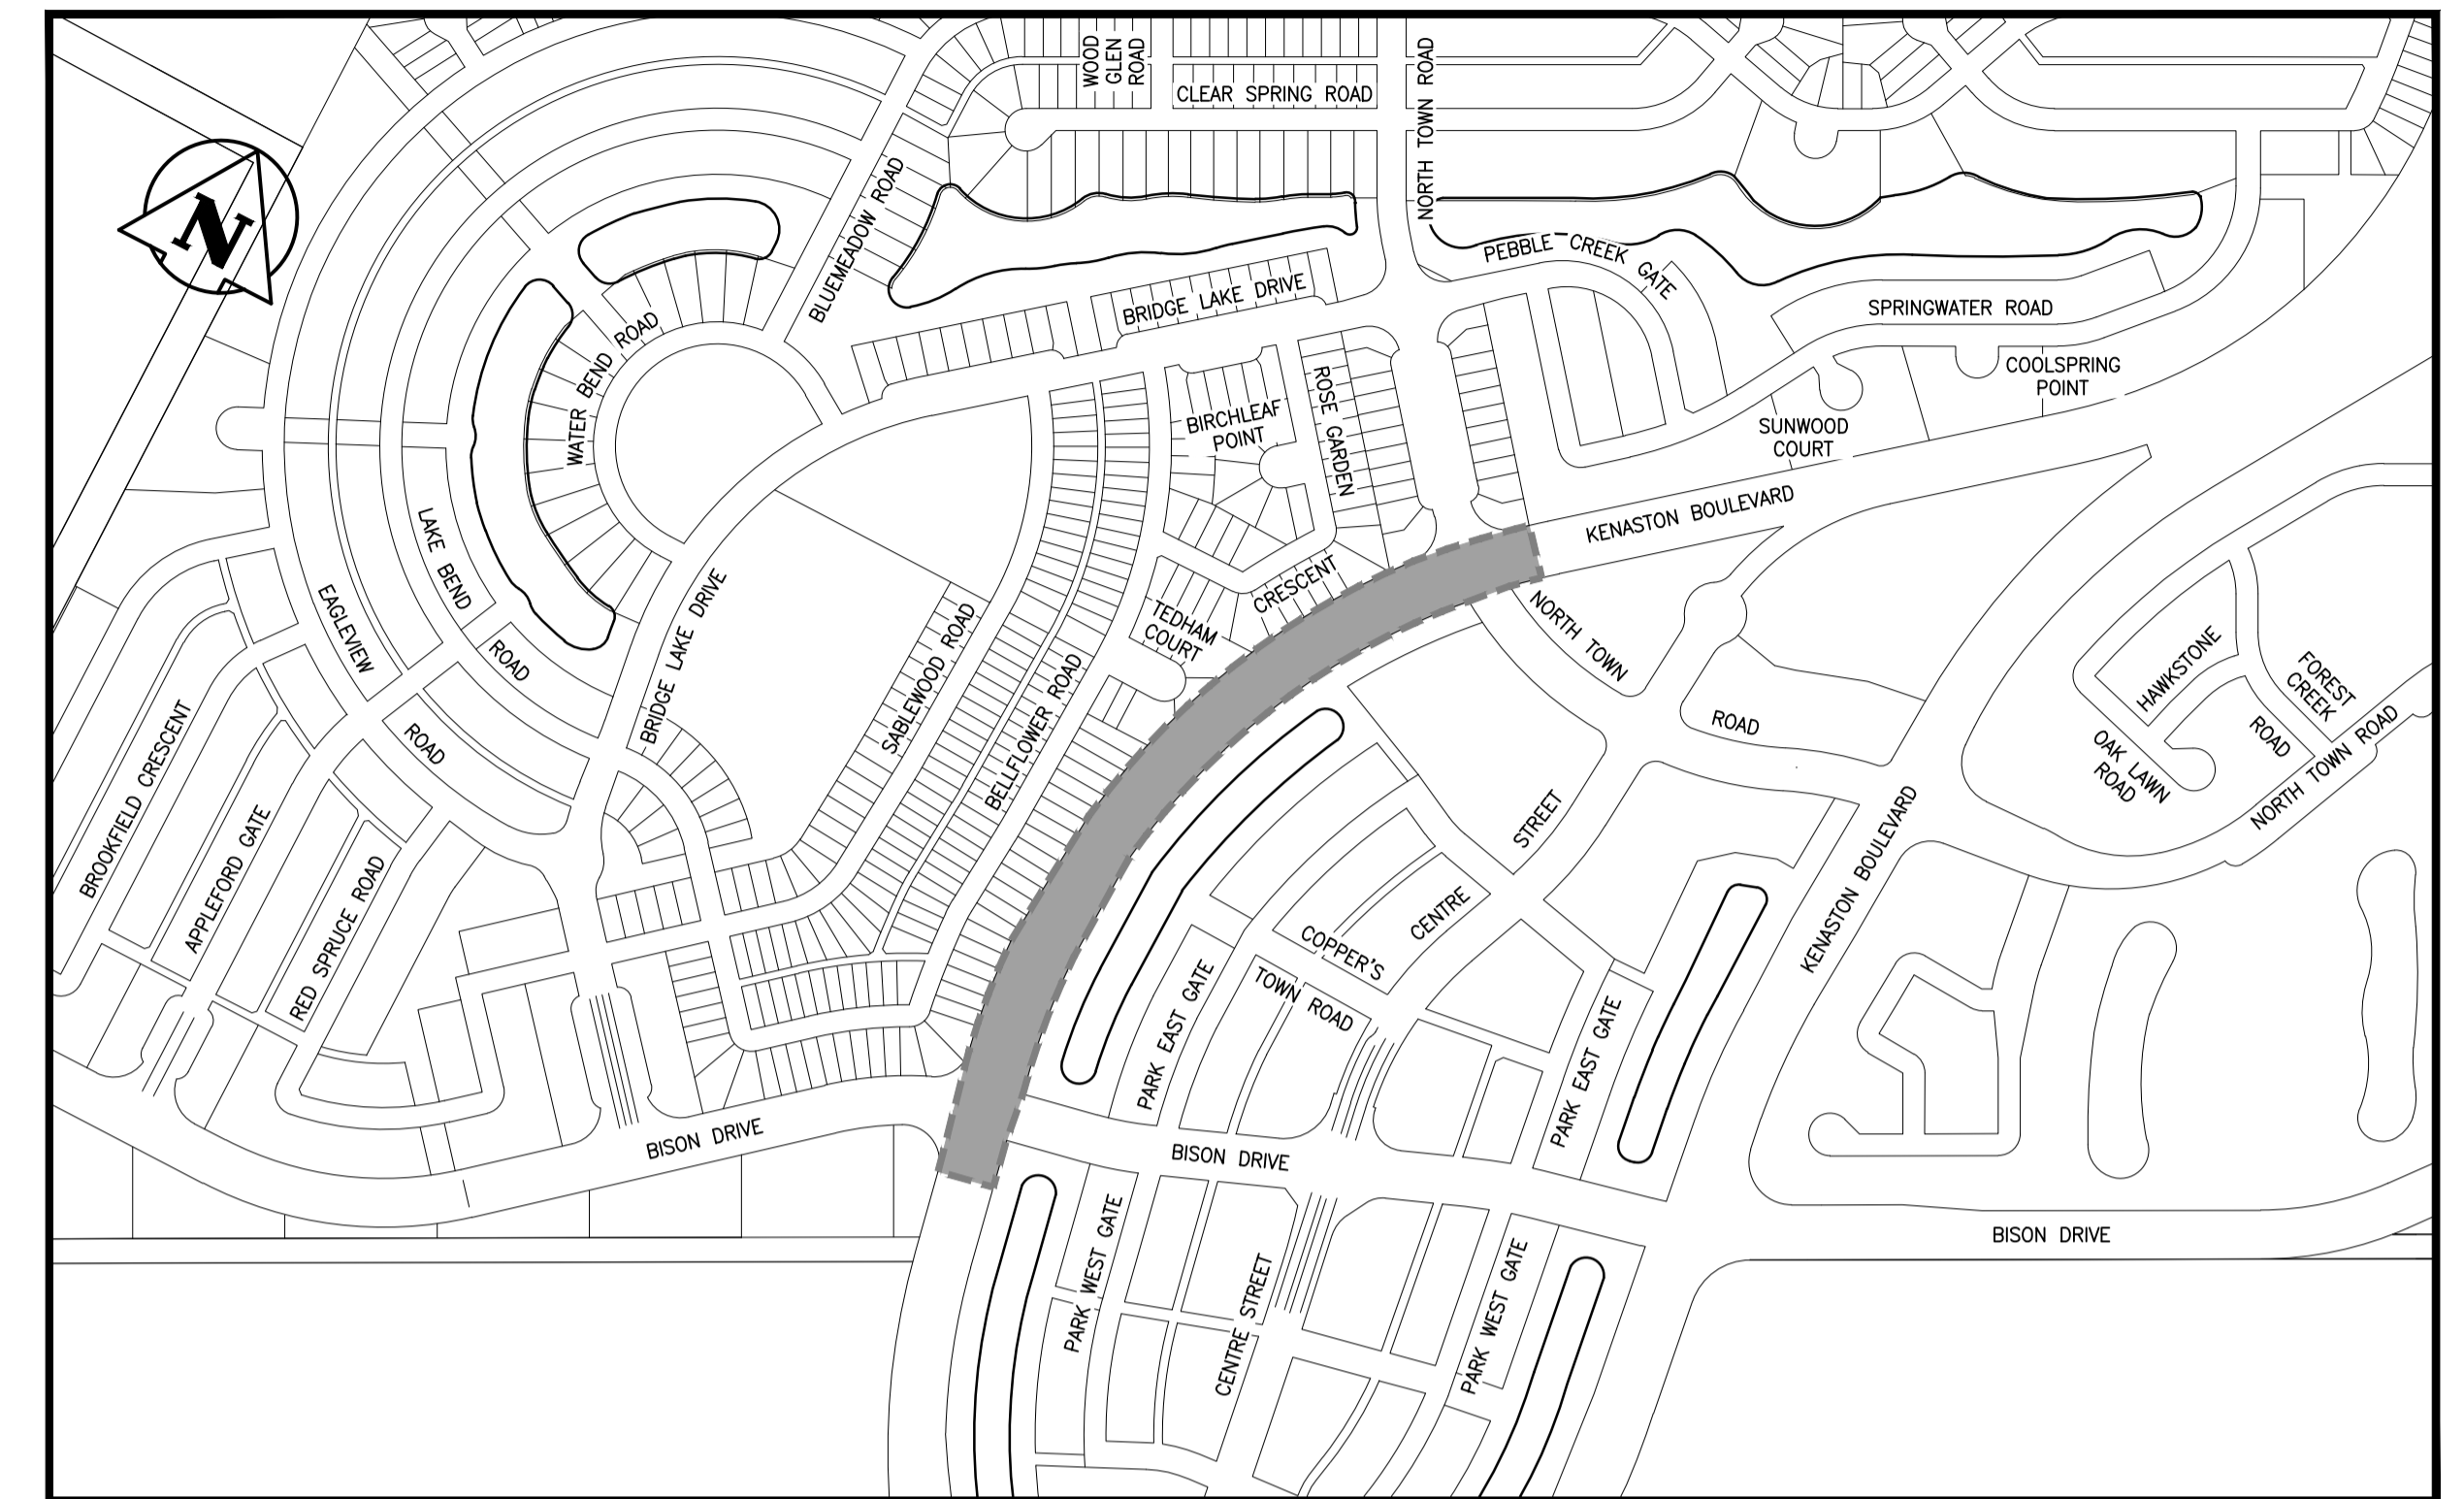 WOOD
GLEN
ROAD
CLEAR SPRING ROAD
NORTH TOWN ROAD
N
BLUEMEADOW ROAD
PEBBLE CREEK GATE
BRIDGE LAKE DRIVE
SPRINGWATER ROAD
WATER BEND ROAD
COOLSPRING
POINT
ROSE GARDEN
CRESCENT
BIRCHLEAF
POINT
SUNWOOD
COURT
KENASTON BOULEVARD
LAKE BEND
ROAD
EAGLEVIEW
ROAD
BRIDGE LAKE DRIVE
SABLEWOOD ROAD
BELLFLOWER ROAD
TEDHAM
COURT
NORTH TOWN
ROAD
HAWKSTONE
FOREST
CREEK
ROAD
OAK LAWN
ROAD
NORTH TOWN ROAD
BROOKFIELD CRESCENT
APPLEFORD GATE
RED SPRUCE ROAD
STREET
CENTRE
COPPER'S
TOWN ROAD
KENASTON BOULEVARD
PARK EAST GATE
PARK EAST GATE
BISON DRIVE
BISON DRIVE
BISON DRIVE
PARK WEST GATE
CENTRE STREET
PARK WEST GATE